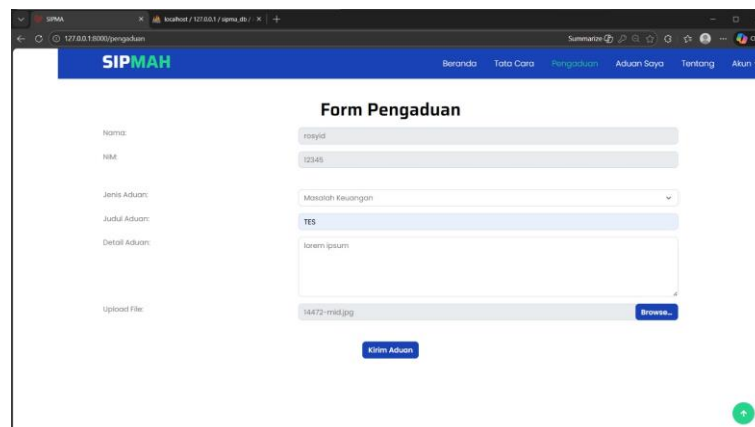 SIPMA
localhost / 127.0.0.1 / sipma_db /
127.0.0.1:8000/pengaduan
Summarize
SIPMAH
Beranda Tata Cara Pengaduan Aduan Saya Tentang Akun
Form Pengaduan
Nama: rosyid
NIM: 12345
Jenis Aduan: Masalah Keuangan
Judul Aduan: TES
Detail Aduan: lorem ipsum
Upload File: 14472-mid.jpg Browse...
Kirim Aduan